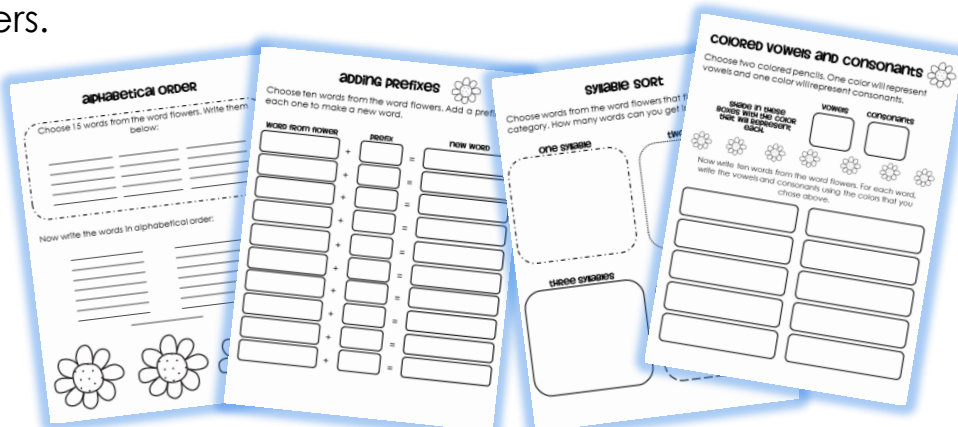 ers.
alphabetical order
Choose 15 words from the word flowers. Write them
below:
Now write the words in alphabetical order:
adding prefixes
Choose ten words from the word flowers. Add a prefi
each one to make a new word.
word from flower
prefix
new word
+ =
+ =
+ =
+ =
+ =
+ =
+ =
+ =
+ =
+ =
syllable sort
Choose words from the word flowers that fi
category. How many words can you get i
one syllable
two
three syllables
colored vowels and consonants
Choose two colored pencils. One color will represent
vowels and one color will represent consonants.
shade in these
boxes with the color
that will represent
each.
vowels
consonants
Now write ten words from the word flowers. For each word,
write the vowels and consonants using the colors that you
chose above.